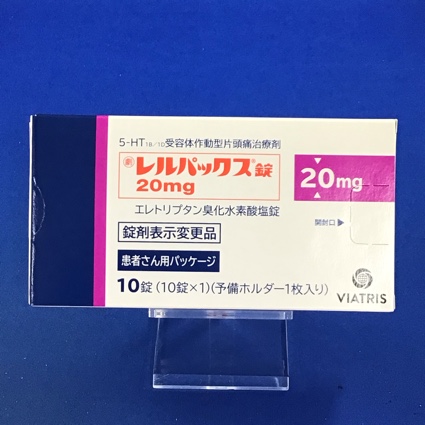 5-HT1B/1D受容体作動型片頭痛治療剤
劇 レルパックス®錠
20mg
20mg
エレトリプタン臭化水素酸塩錠
開封口▶
錠剤表示変更品
患者さん用パッケージ
10錠(10錠×1)(予備ホルダー1枚入り)
VIATRIS